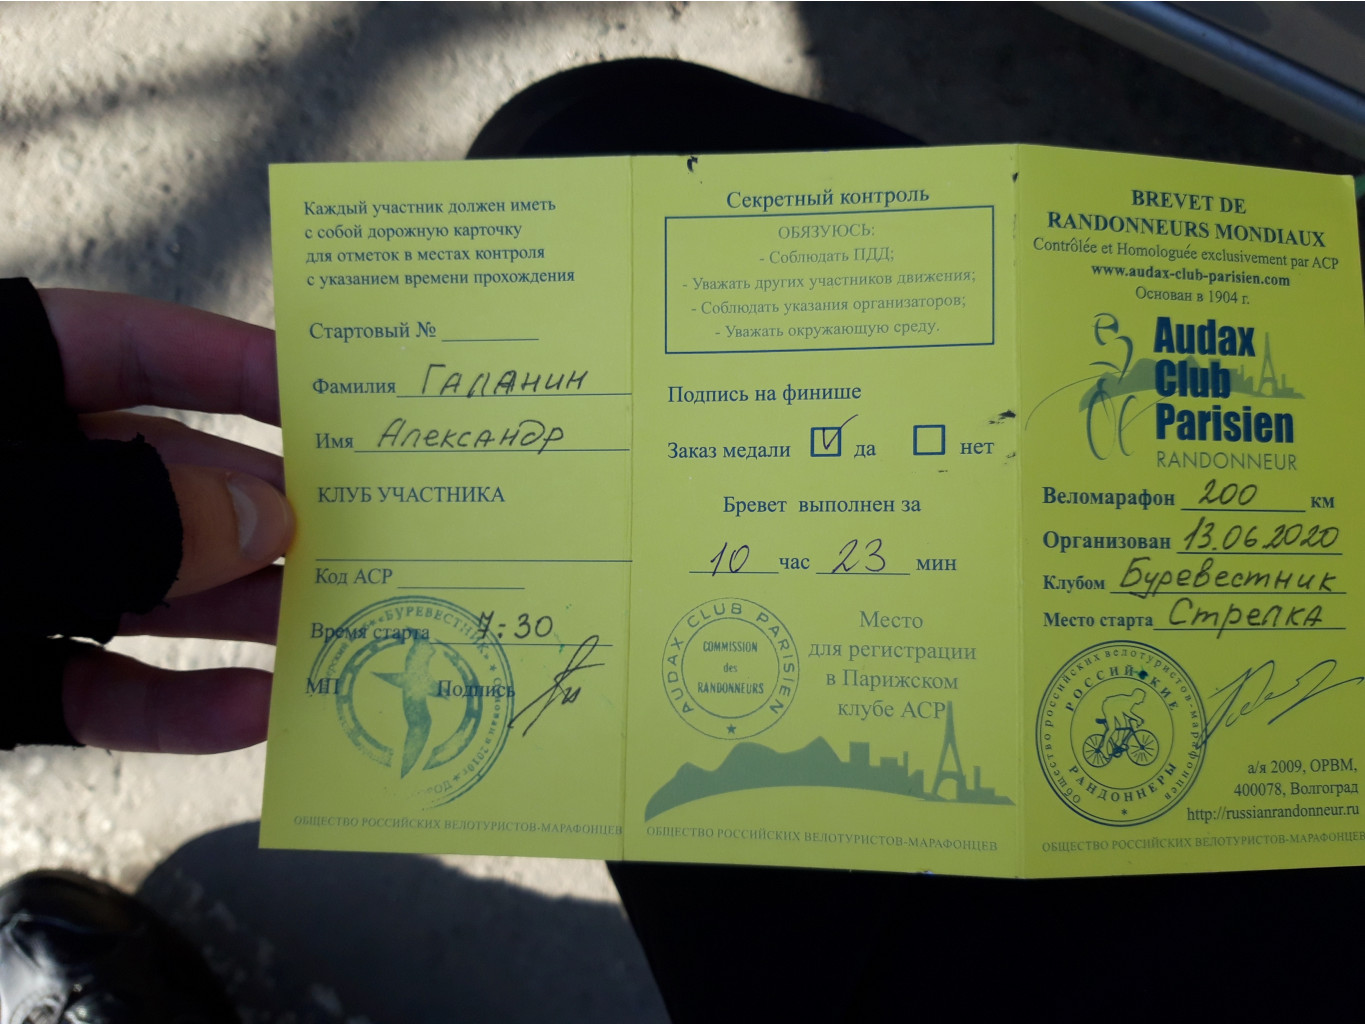 Каждый участник должен иметь
с собой дорожную карточку
для отметок в местах контроля
с указанием времени прохождения
Стартовый №
Фамилия Галанин
Имя Александр
КЛУБ УЧАСТНИКА
Код АСР
Время старта 7:30
МП Подпись
«БУРЕВЕСТНИК»
ОБЩЕСТВО РОССИЙСКИХ ВЕЛОТУРИСТОВ-МАРАФОНЦЕВ
Секретный контроль
ОБЯЗУЮСЬ:
- Соблюдать ПДД;
- Уважать других участников движения;
- Соблюдать указания организаторов;
- Уважать окружающую среду.
Подпись на финише
Заказ медали да нет
Бревет выполнен за
10 час 23 мин
AUDAX CLUB PARISIEN
COMMISSION
des
RANDONNEURS
Место
для регистрации
в Парижском
клубе АСР
ОБЩЕСТВО РОССИЙСКИХ ВЕЛОТУРИСТОВ-МАРАФОНЦЕВ
BREVET DE
RANDONNEURS MONDIAUX
Contrôlée et Homologuée exclusivement par ACP
www.audax-club-parisien.com
Основан в 1904 г.
Audax
Club
Parisien
RANDONNEUR
Веломарафон 200 км
Организован 13.06.2020
Клубом Буревестник
Место старта Стрелка
Общество российских велотуристов-марафонцев
РОССИЙСКИЕ
РАНДОННЕРЫ
а/я 2009, ОРВМ,
400078, Волгоград
http://russianrandonneur.ru
ОБЩЕСТВО РОССИЙСКИХ ВЕЛОТУРИСТОВ-МАРАФОНЦЕВ